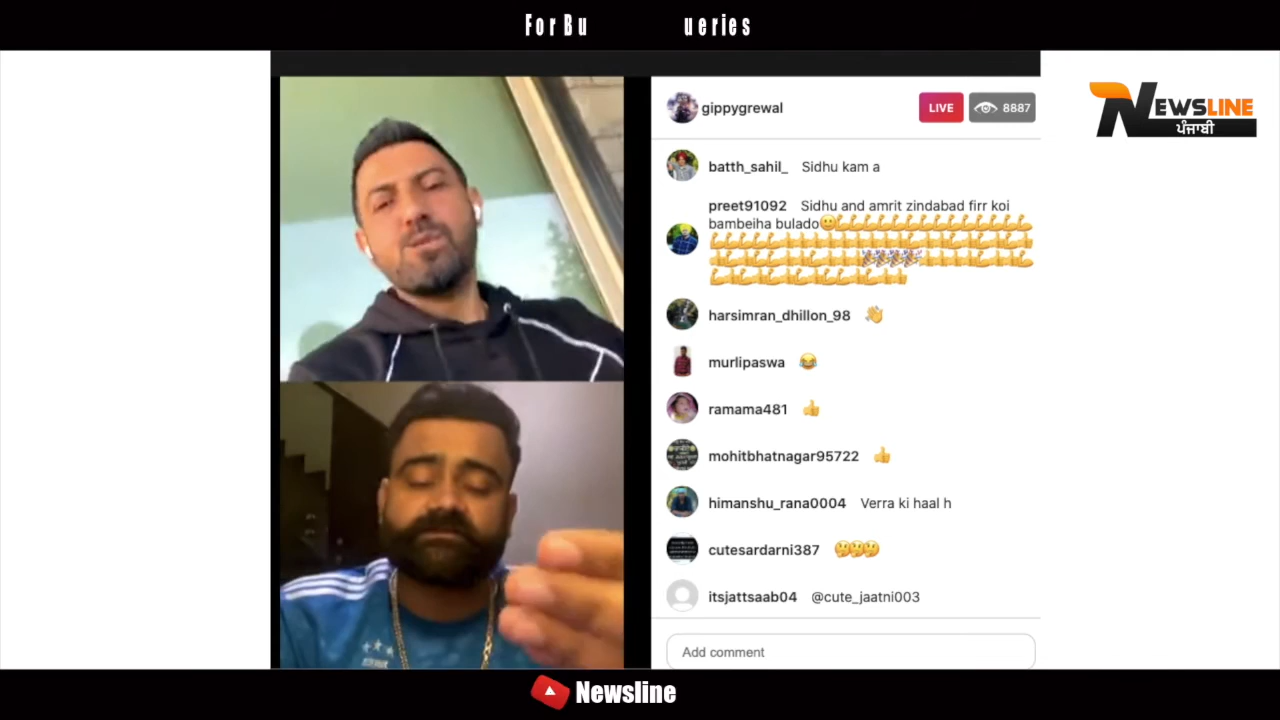 For Bu ueries
gippygrewal LIVE 8887
NEWSLINE
ਪੰਜਾਬੀ
batth_sahil_ Sidhu kam a
preet91092 Sidhu and amrit zindabad firr koi
bambeiha bulado
harsimran_dhillon_98
murlipaswa
ramama481
mohitbhatnagar95722
himanshu_rana0004 Verra ki haal h
cutesardarni387
itsjattsaab04 @cute_jaatni003
Add comment
Newsline